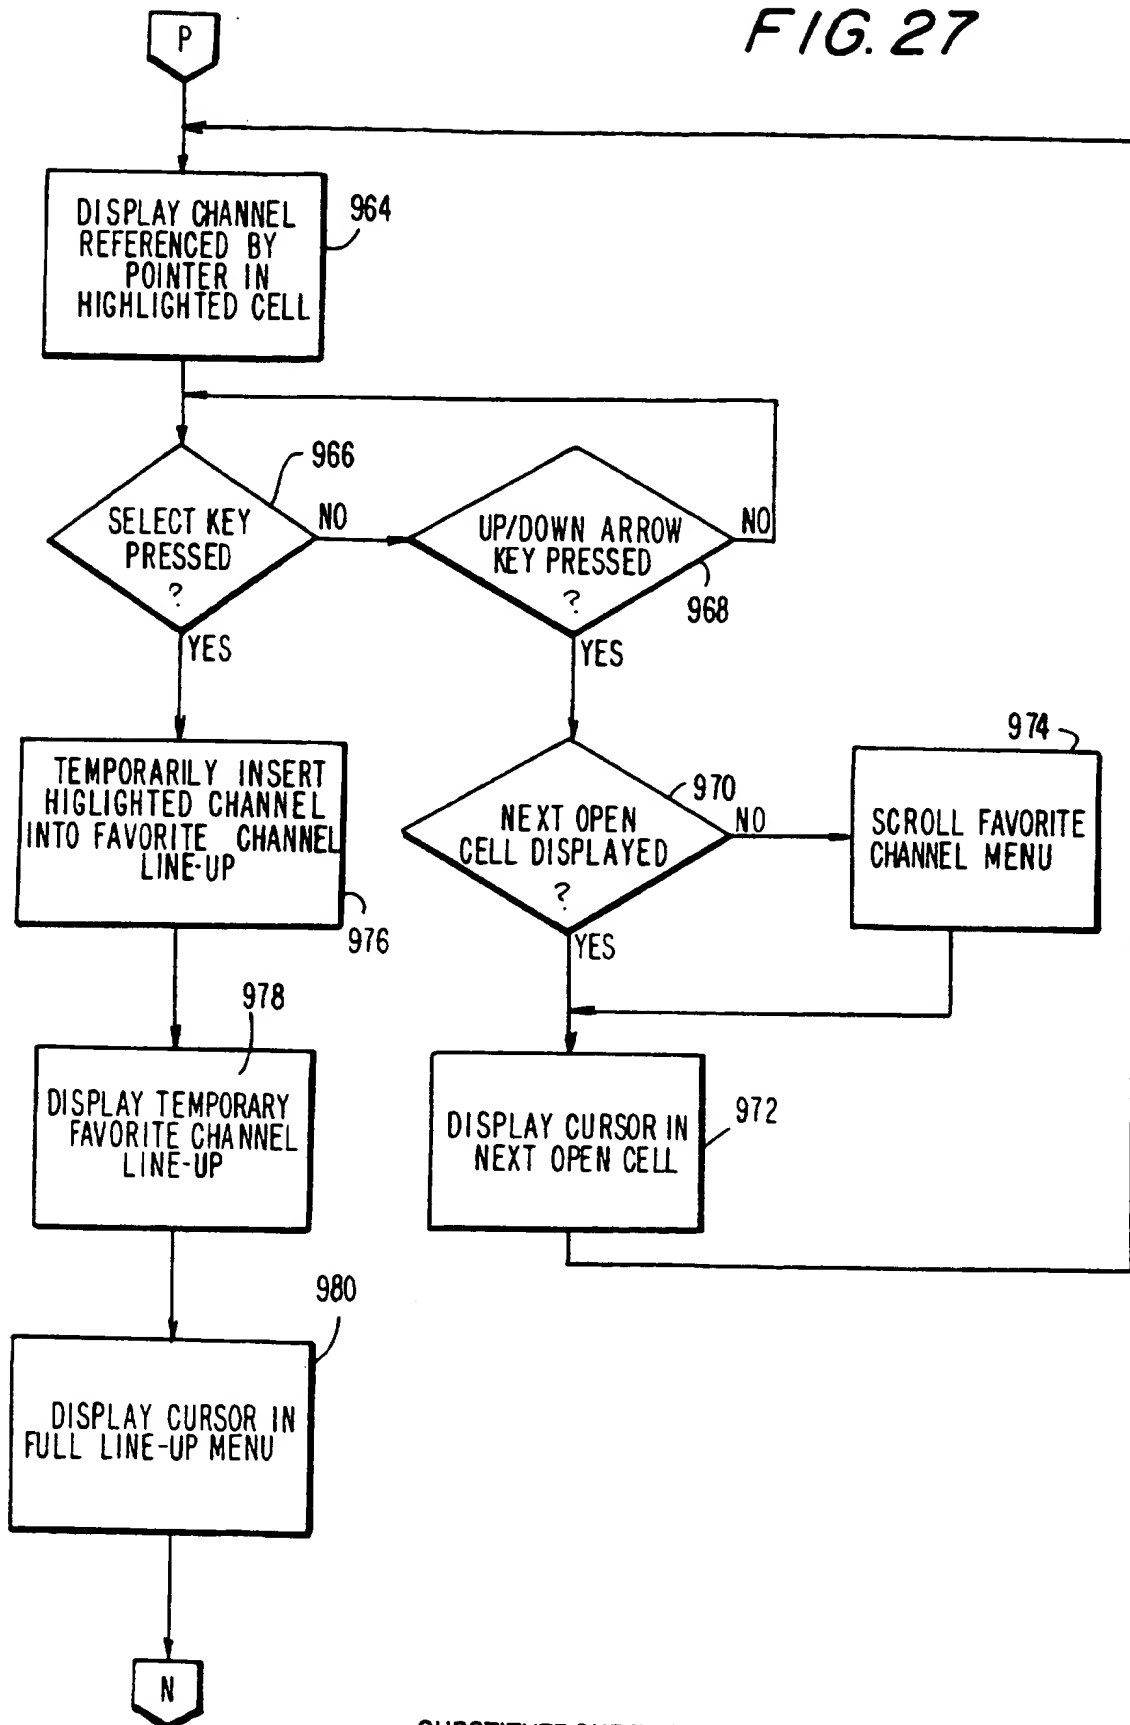 FIG. 27
P
DISPLAY CHANNEL
REFERENCED BY
POINTER IN
HIGHLIGHTED CELL
964
966
SELECT KEY
PRESSED
?
NO
YES
UP/DOWN ARROW
KEY PRESSED
?
NO
968
YES
TEMPORARILY INSERT
HIGLIGHTED CHANNEL
INTO FAVORITE CHANNEL
LINE-UP
976
970
NEXT OPEN
CELL DISPLAYED
?
NO
YES
974
SCROLL FAVORITE
CHANNEL MENU
978
DISPLAY TEMPORARY
FAVORITE CHANNEL
LINE-UP
DISPLAY CURSOR IN
NEXT OPEN CELL
972
980
DISPLAY CURSOR IN
FULL LINE-UP MENU
N